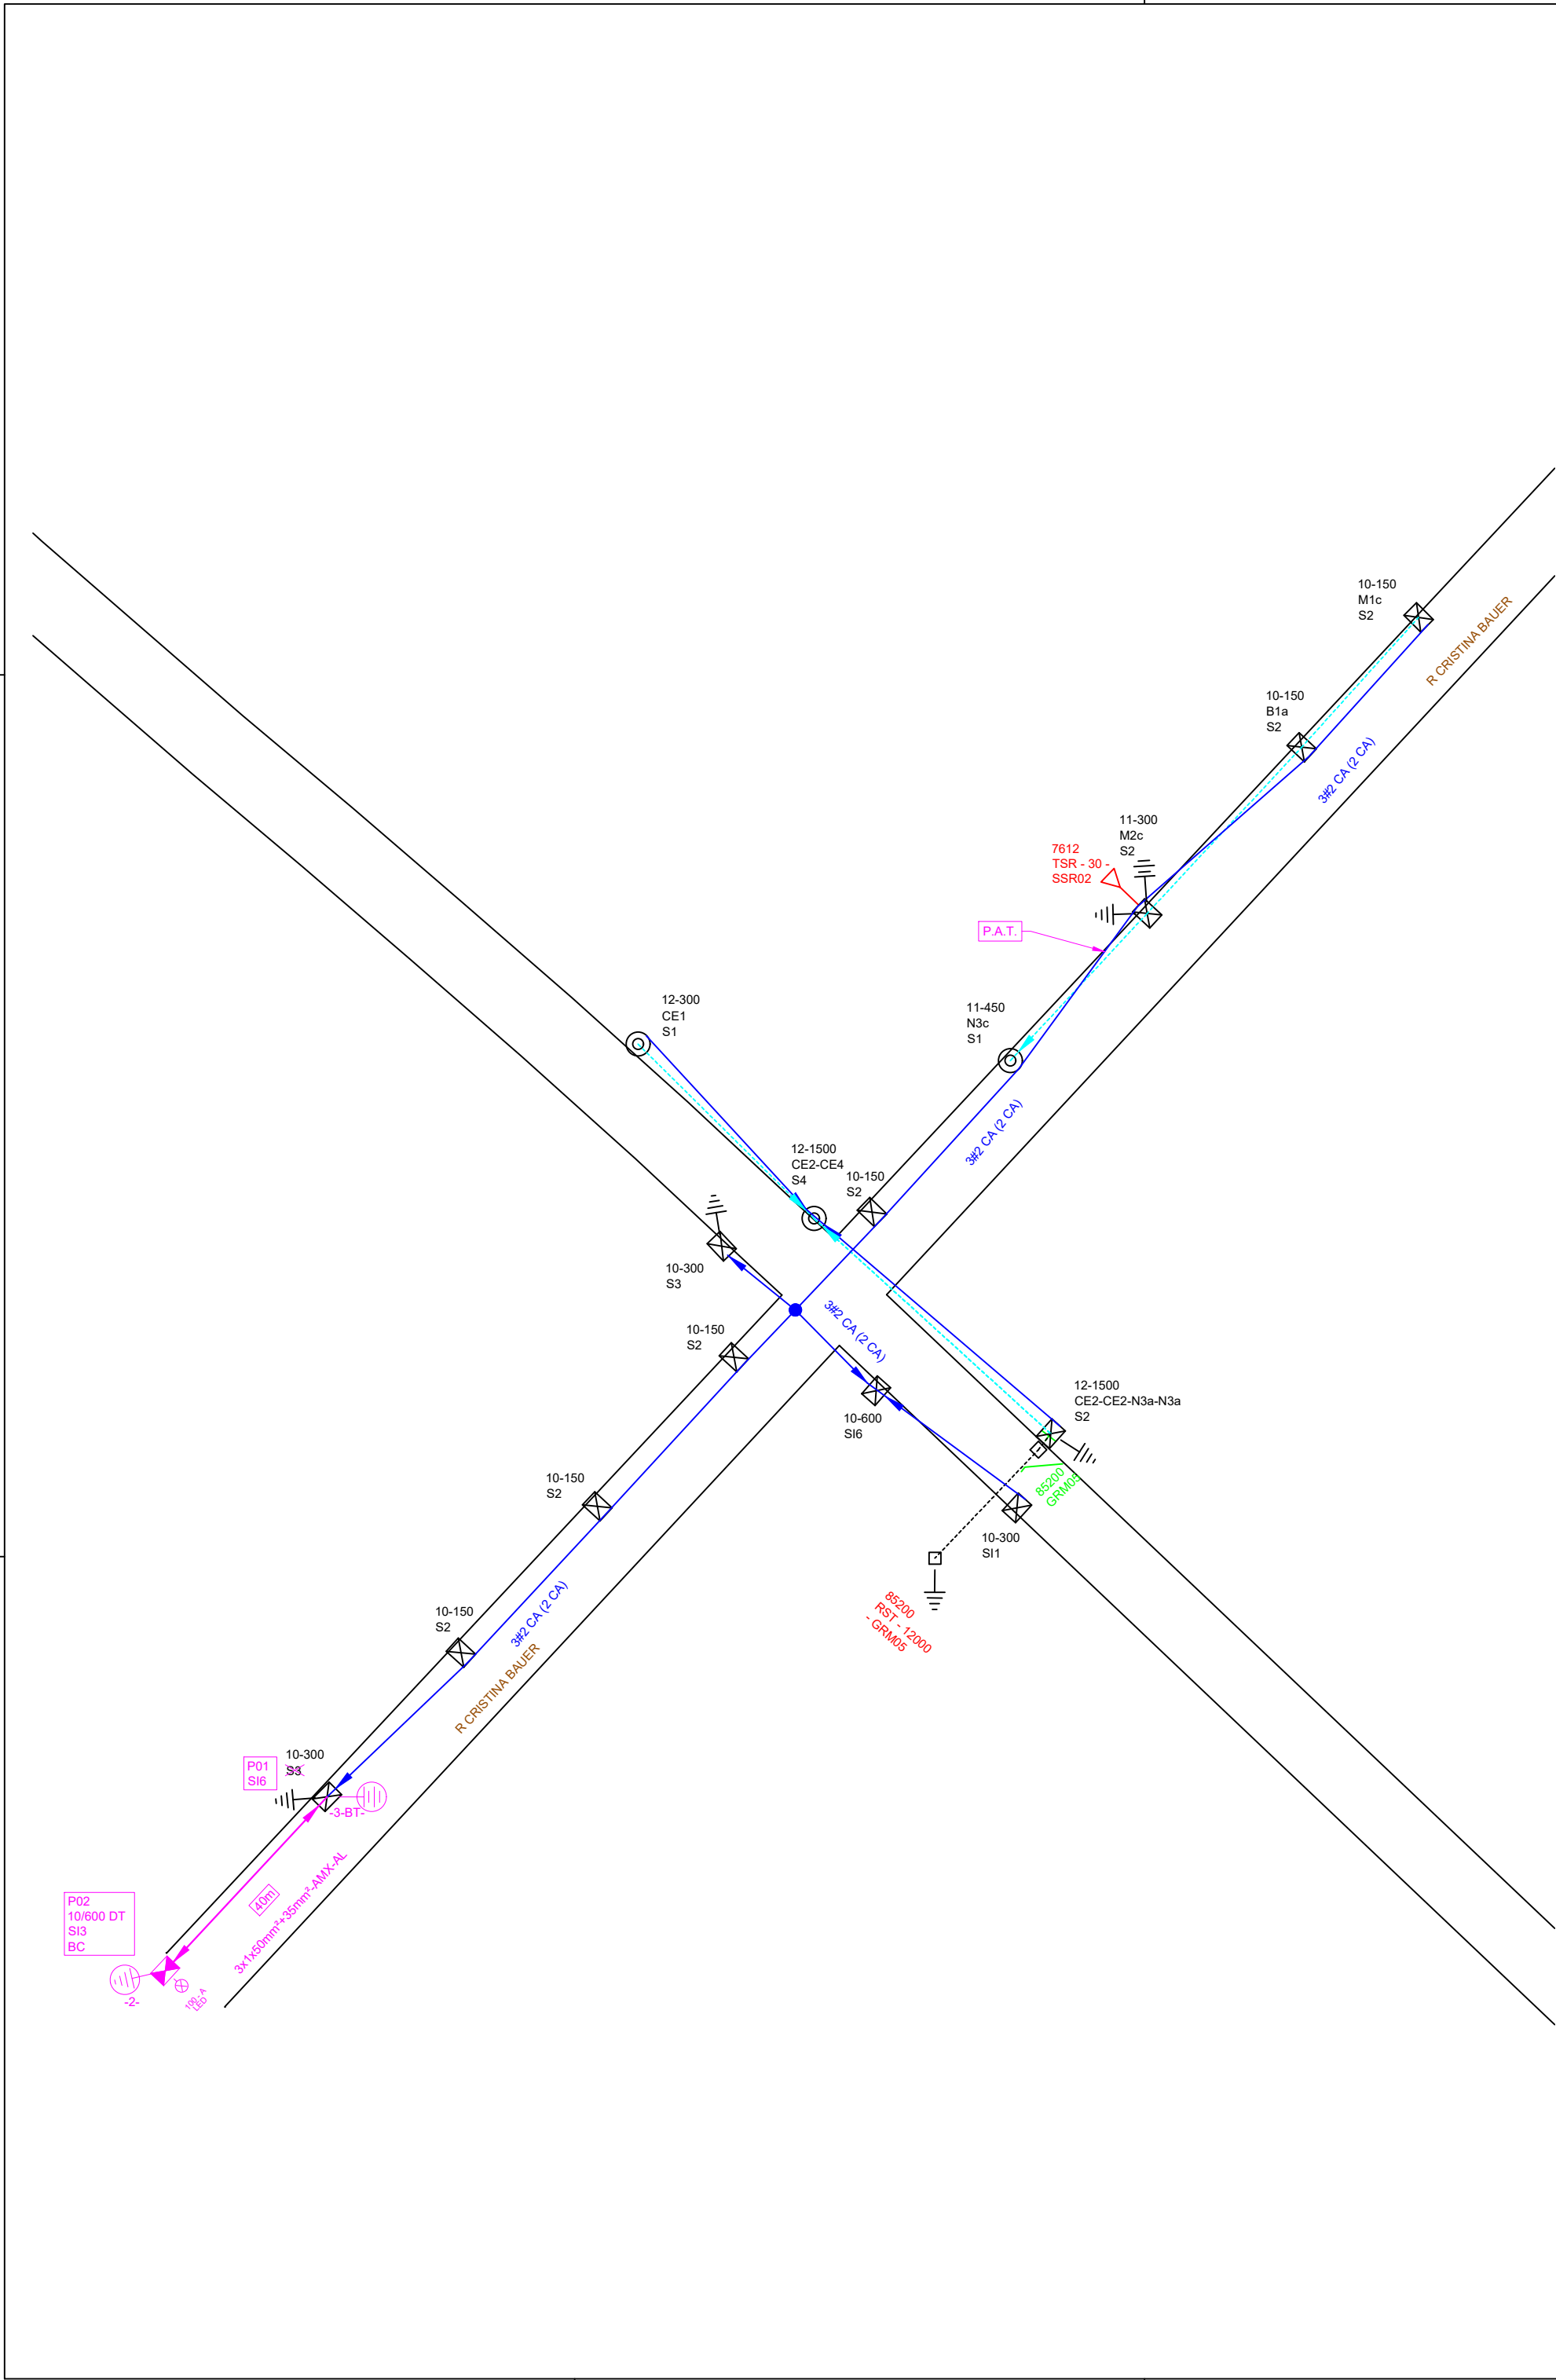 10-150
M1c
S2
R CRISTINA BAUER
10-150
B1a
S2
3#2 CA (2 CA)
11-300
M2c
S2
7612
TSR - 30 -
SSR02
P.A.T.
12-300
CE1
S1
11-450
N3c
S1
3#2 CA (2 CA)
12-1500
CE2-CE4
S4
10-150
S2
10-300
S3
10-150
S2
3#2 CA (2 CA)
12-1500
CE2-CE2-N3a-N3a
S2
10-600
SI6
85200
GRM05
10-150
S2
10-300
SI1
85200
RST - 12000
- GRM05
10-150
S2
3#2 CA (2 CA)
R CRISTINA BAUER
10-300
S3
P01
SI6
-3-BT-
40m
3x1x50mm²+35mm²-AMX-AL
P02
10/600 DT
SI3
BC
-2-
100 - A
LED